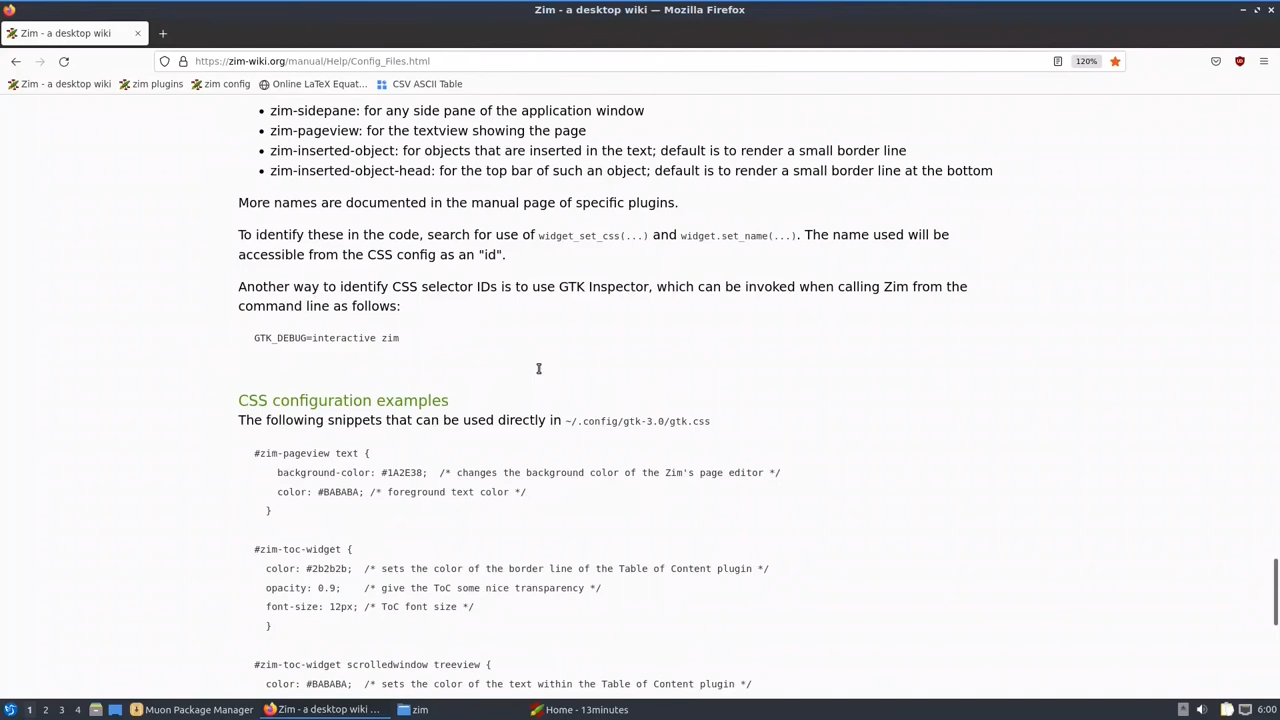 Zim - a desktop wiki — Mozilla Firefox
Zim - a desktop wiki
https://zim-wiki.org/manual/Help/Config_Files.html
120%
Zim - a desktop wiki
zim plugins
zim config
Online LaTeX Equat...
CSV ASCII Table
• zim-sidepane: for any side pane of the application window
• zim-pageview: for the textview showing the page
• zim-inserted-object: for objects that are inserted in the text; default is to render a small border line
• zim-inserted-object-head: for the top bar of such an object; default is to render a small border line at the bottom
More names are documented in the manual page of specific plugins.
To identify these in the code, search for use of widget_set_css(...) and widget.set_name(...). The name used will be
accessible from the CSS config as an "id".
Another way to identify CSS selector IDs is to use GTK Inspector, which can be invoked when calling Zim from the
command line as follows:
GTK_DEBUG=interactive zim
CSS configuration examples
The following snippets that can be used directly in ~/.config/gtk-3.0/gtk.css
#zim-pageview text {
background-color: #1A2E38; /* changes the background color of the Zim's page editor */
color: #BABABA; /* foreground text color */
}
#zim-toc-widget {
color: #2b2b2b; /* sets the color of the border line of the Table of Content plugin */
opacity: 0.9; /* give the ToC some nice transparency */
font-size: 12px; /* ToC font size */
}
#zim-toc-widget scrolledwindow treeview {
color: #BABABA; /* sets the color of the text within the Table of Content plugin */
1 2 3 4 Muon Package Manager Zim - a desktop wiki ... zim Home - 13minutes 6:00